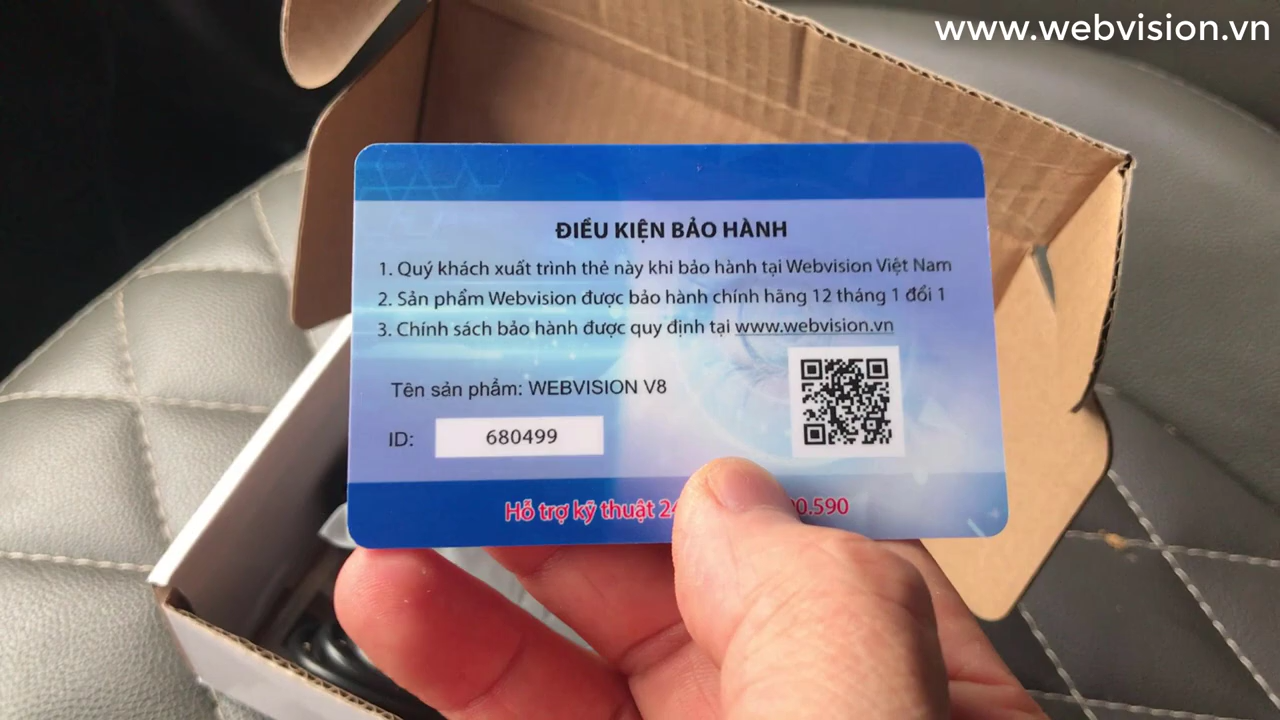 www.webvision.vn
ĐIỀU KIỆN BẢO HÀNH
1. Quý khách xuất trình thẻ này khi bảo hành tại Webvision Việt Nam
2. Sản phẩm Webvision được bảo hành chính hãng 12 tháng 1 đổi 1
3. Chính sách bảo hành được quy định tại www.webvision.vn
Tên sản phẩm: WEBVISION V8
ID: 680499
Hỗ trợ kỹ thuật